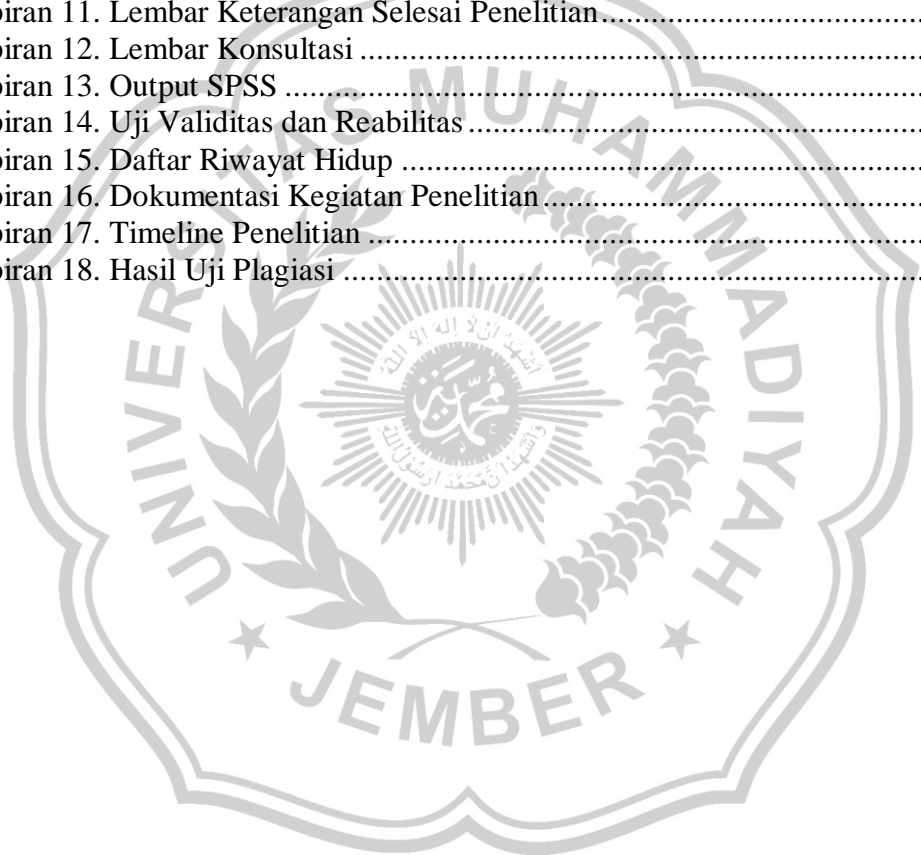 piran 11. Lembar Keterangan Selesai Penelitian....................................
piran 12. Lembar Konsultasi ....................................
piran 13. Output SPSS ....................................
piran 14. Uji Validitas dan Reabilitas ....................................
piran 15. Daftar Riwayat Hidup ....................................
piran 16. Dokumentasi Kegiatan Penelitian ....................................
piran 17. Timeline Penelitian ....................................
piran 18. Hasil Uji Plagiasi ....................................
UNIVERSITAS MUHAMMADIYAH
JEMBER